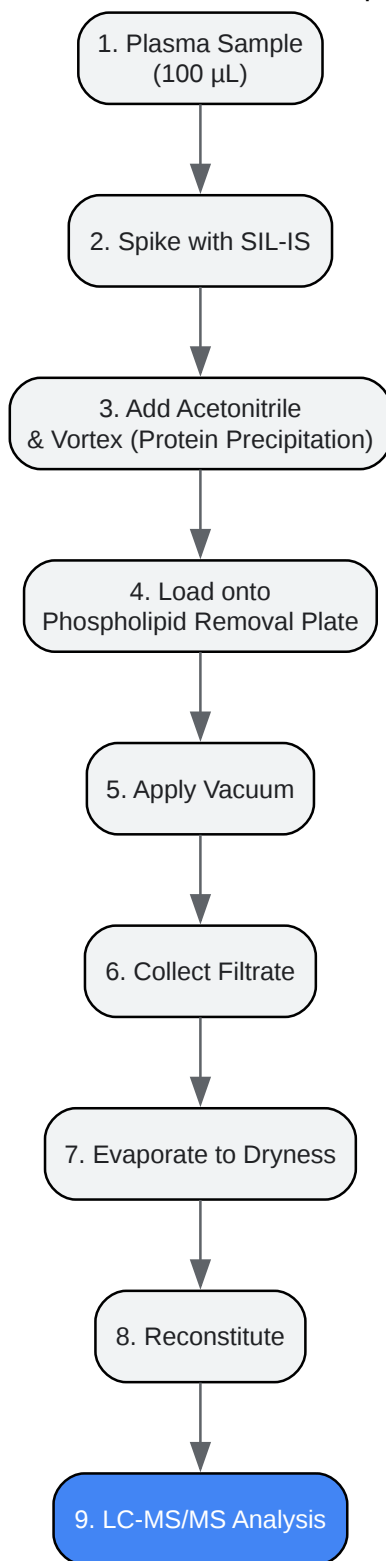 1. Plasma Sample
(100 µL)
2. Spike with SIL-IS
3. Add Acetonitrile
& Vortex (Protein Precipitation)
4. Load onto
Phospholipid Removal Plate
5. Apply Vacuum
6. Collect Filtrate
7. Evaporate to Dryness
8. Reconstitute
9. LC-MS/MS Analysis